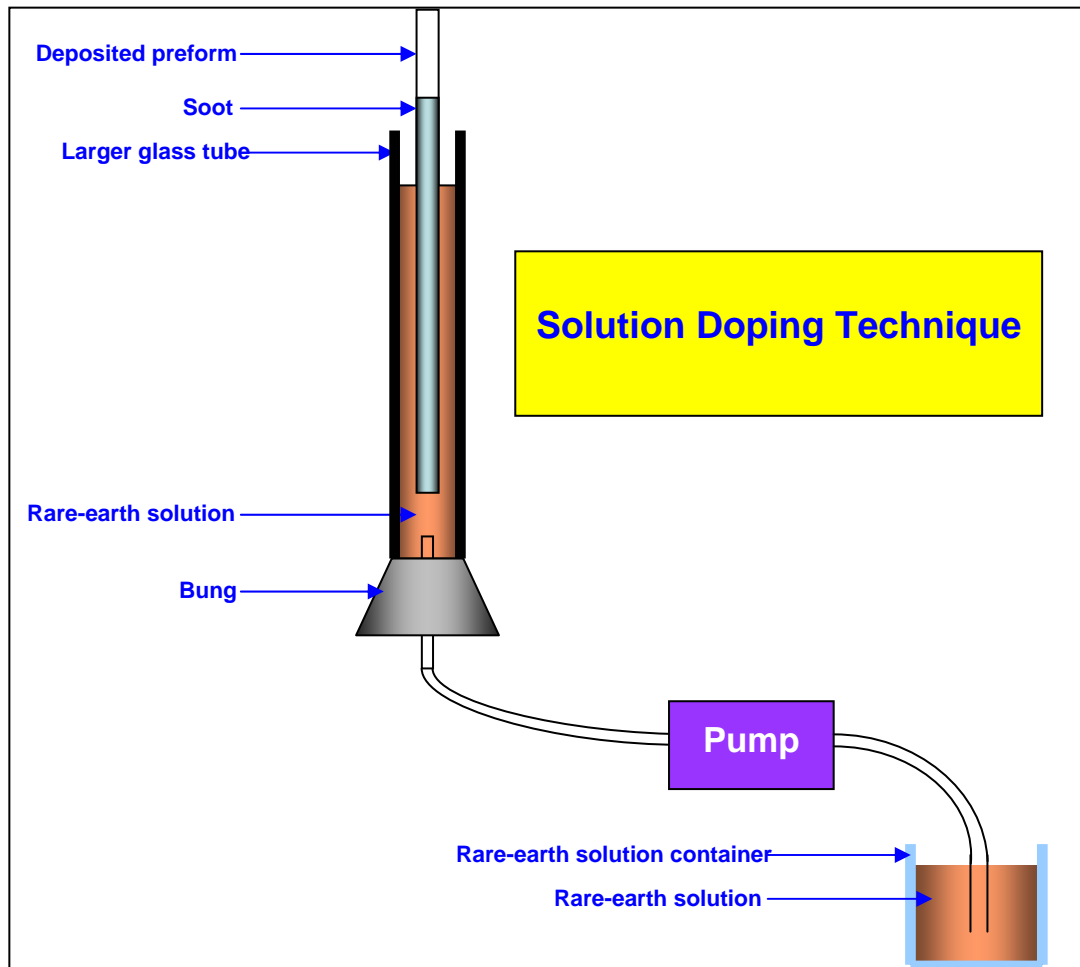 Deposited preform
Soot
Larger glass tube
Solution Doping Technique
Rare-earth solution
Bung
Pump
Rare-earth solution container
Rare-earth solution